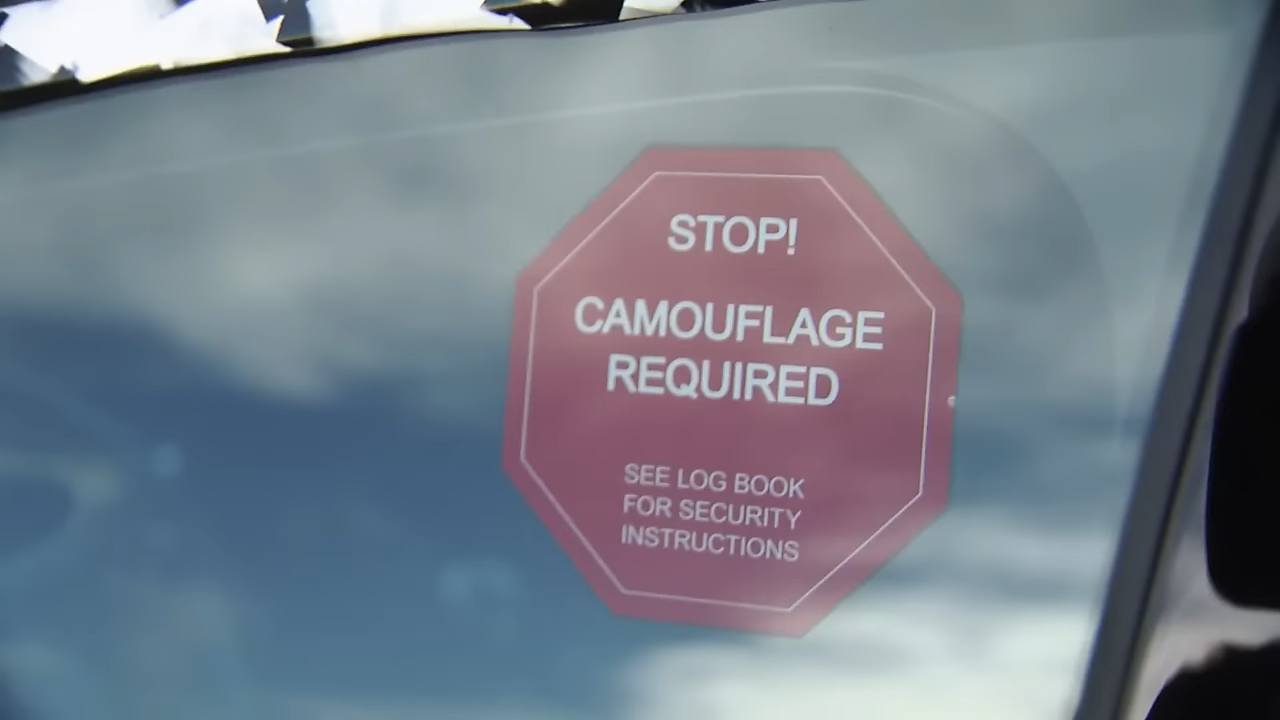 STOP!
CAMOUFLAGE
REQUIRED
SEE LOG BOOK
FOR SECURITY
INSTRUCTIONS